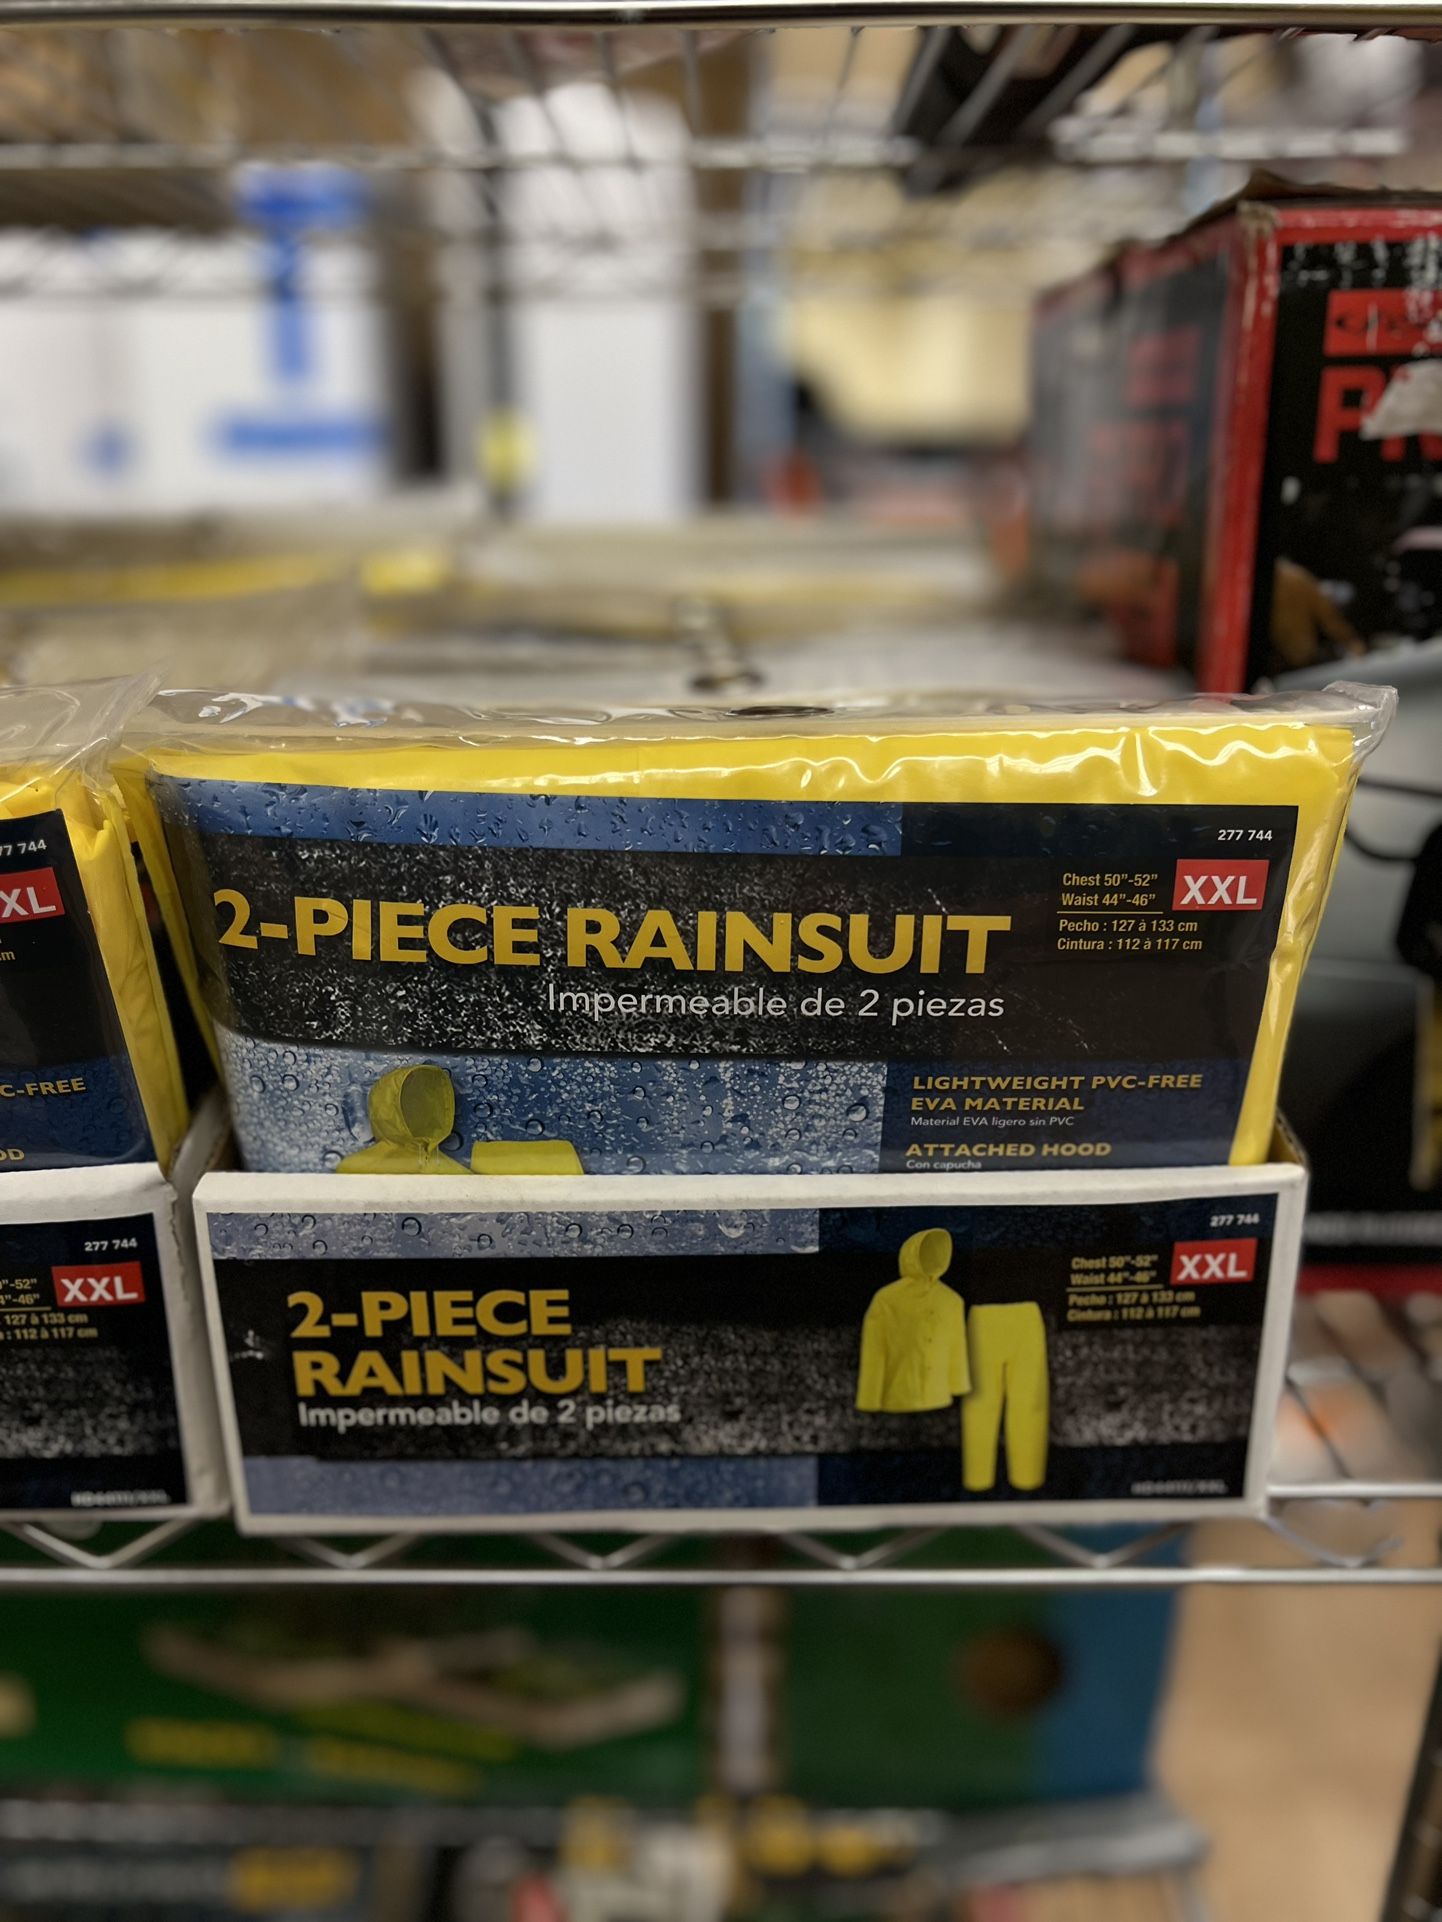 277 744
Chest 50"-52"
Waist 44"-46"
XXL
Pecho : 127 à 133 cm
Cintura : 112 à 117 cm
2-PIECE RAINSUIT
Impermeable de 2 piezas
LIGHTWEIGHT PVC-FREE
EVA MATERIAL
Material EVA ligero sin PVC
ATTACHED HOOD
Con capucha
277 744
Chest 50"-52"
Waist 44"-46"
XXL
Pecho : 127 à 133 cm
Cintura : 112 à 117 cm
2-PIECE
RAINSUIT
Impermeable de 2 piezas
77 744
XL
cm
C-FREE
OD
277 744
"-52"
4"-46"
XXL
127 à 133 cm
: 112 à 117 cm